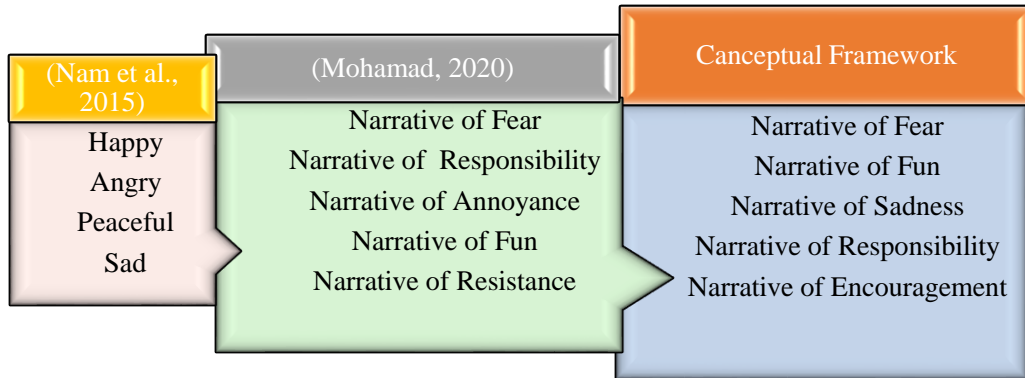 (Nam et al.,
2015)
Happy
Angry
Peaceful
Sad
(Mohamad, 2020)
Narrative of Fear
Narrative of Responsibility
Narrative of Annoyance
Narrative of Fun
Narrative of Resistance
Canceptual Framework
Narrative of Fear
Narrative of Fun
Narrative of Sadness
Narrative of Responsibility
Narrative of Encouragement